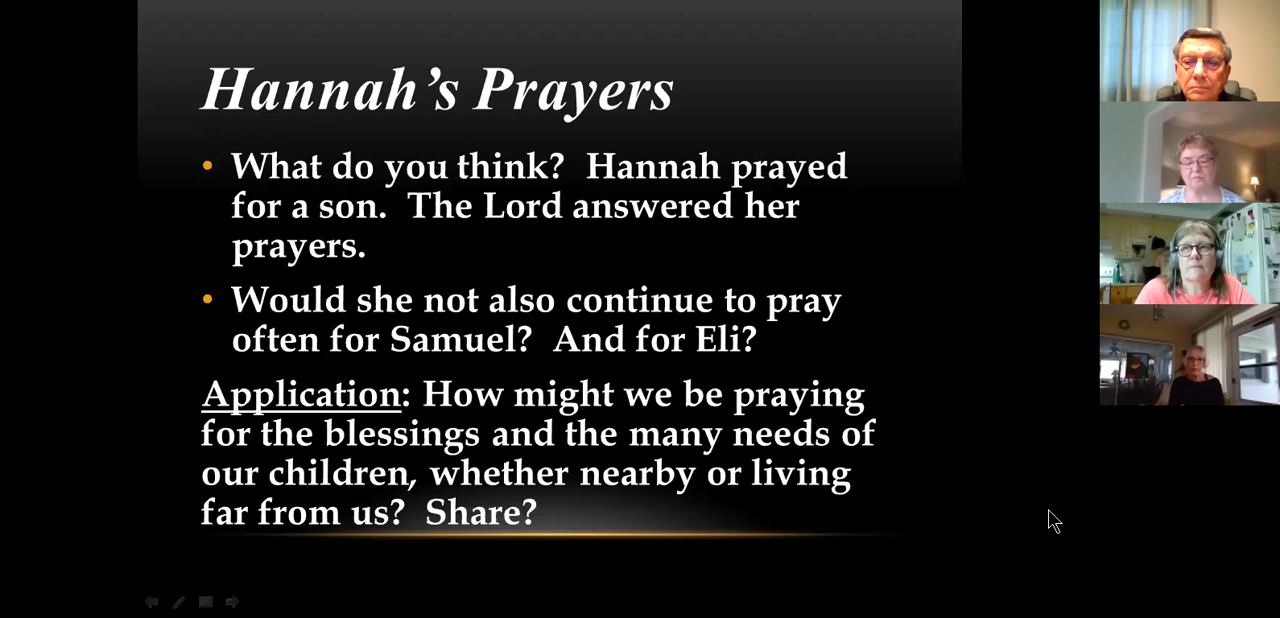 Hannah’s Prayers
• What do you think?  Hannah prayed
for a son.  The Lord answered her
prayers.
• Would she not also continue to pray
often for Samuel?  And for Eli?
Application: How might we be praying
for the blessings and the many needs of
our children, whether nearby or living
far from us?  Share?